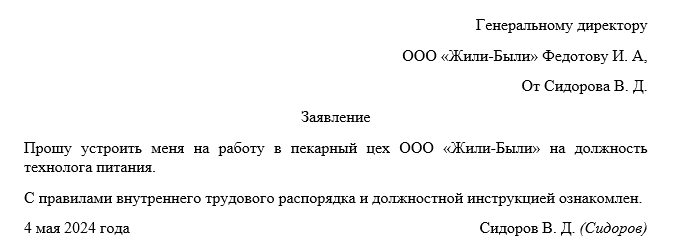 Генеральному директору
ООО «Жили-Были» Федотову И. А,
От Сидорова В. Д.
Заявление
Прошу устроить меня на работу в пекарный цех ООО «Жили-Были» на должность
технолога питания.
С правилами внутреннего трудового распорядка и должностной инструкцией ознакомлен.
4 мая 2024 года Сидоров В. Д. (Сидоров)